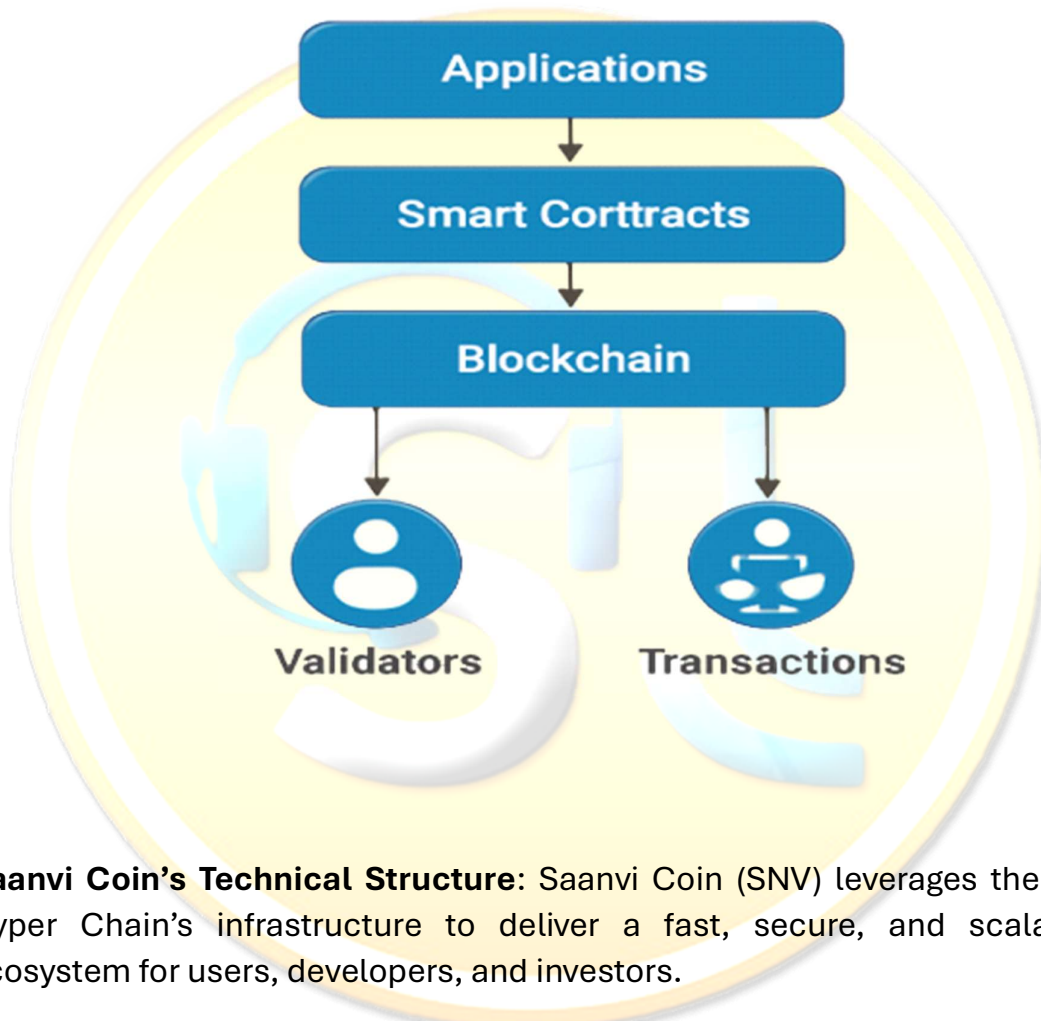 Applications
Smart Corttracts
Blockchain
Validators
Transactions
aanvi Coin’s Technical Structure: Saanvi Coin (SNV) leverages the
yper Chain’s infrastructure to deliver a fast, secure, and scala
cosystem for users, developers, and investors.